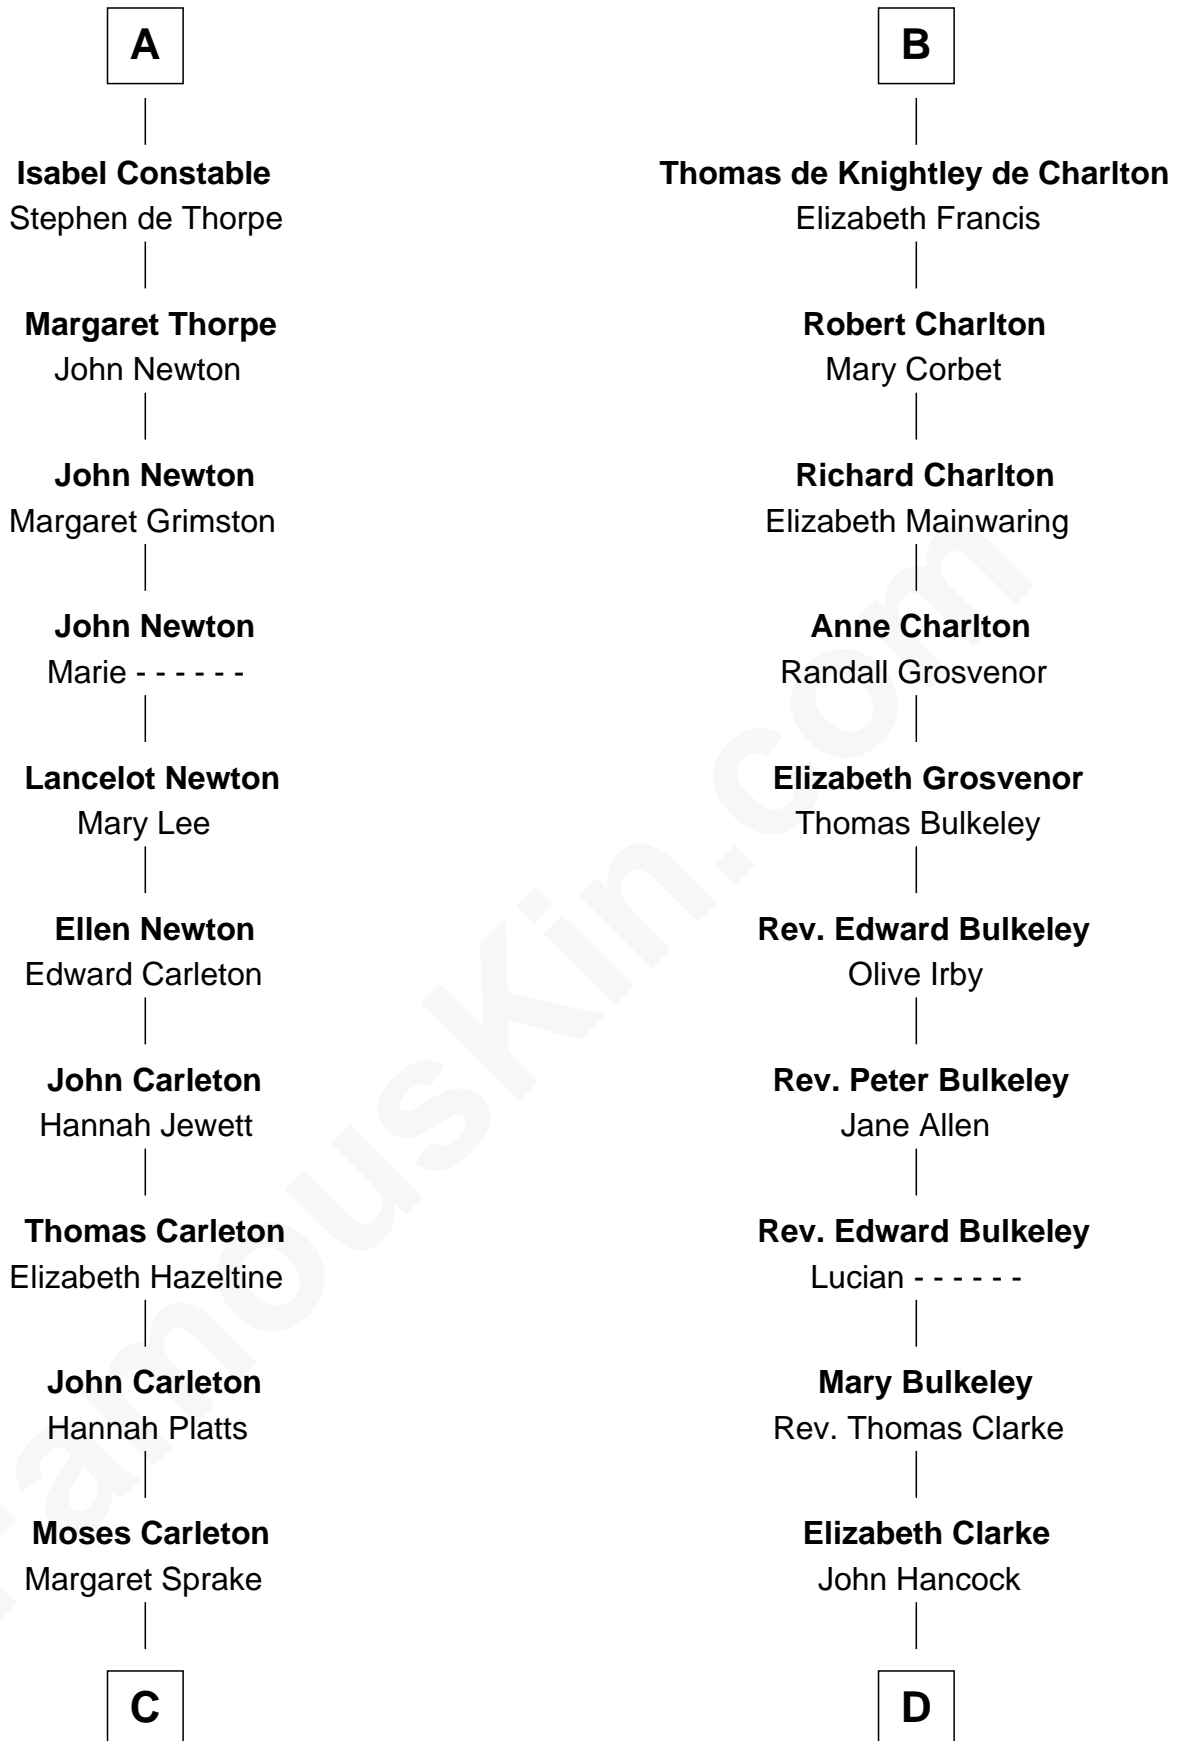 A
Isabel Constable
Stephen de Thorpe
Margaret Thorpe
John Newton
John Newton
Margaret Grimston
John Newton
Marie - - - - - -
Lancelot Newton
Mary Lee
Ellen Newton
Edward Carleton
John Carleton
Hannah Jewett
Thomas Carleton
Elizabeth Hazeltine
John Carleton
Hannah Platts
Moses Carleton
Margaret Sprake
C
B
Thomas de Knightley de Charlton
Elizabeth Francis
Robert Charlton
Mary Corbet
Richard Charlton
Elizabeth Mainwaring
Anne Charlton
Randall Grosvenor
Elizabeth Grosvenor
Thomas Bulkeley
Rev. Edward Bulkeley
Olive Irby
Rev. Peter Bulkeley
Jane Allen
Rev. Edward Bulkeley
Lucian - - - - - -
Mary Bulkeley
Rev. Thomas Clarke
Elizabeth Clarke
John Hancock
D
FamousKin.com